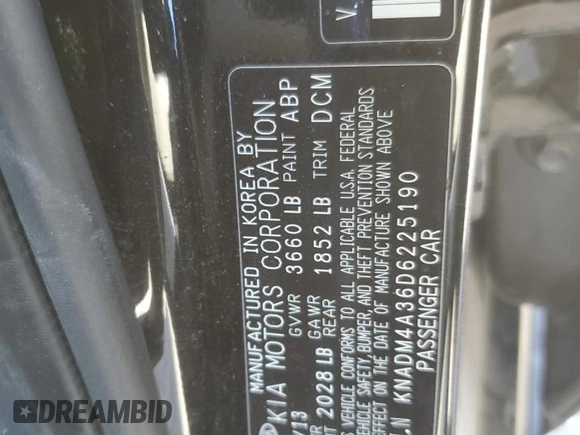 MANUFACTURED IN KOREA BY
KIA MOTORS CORPORATION
/13 GVWR 3660 LB PAINT ABP
GAWR
2028 LB REAR 1852 LB TRIM DCM
VEHICLE CONFORMS TO ALL APPLICABLE U.S.A. FEDERAL
VEHICLE SAFETY, BUMPER, AND THEFT PREVENTION STANDARDS
EFFECT ON THE DATE OF MANUFACTURE SHOWN ABOVE
KNADM4A36D6225190
PASSENGER CAR
V.
DREAMBID